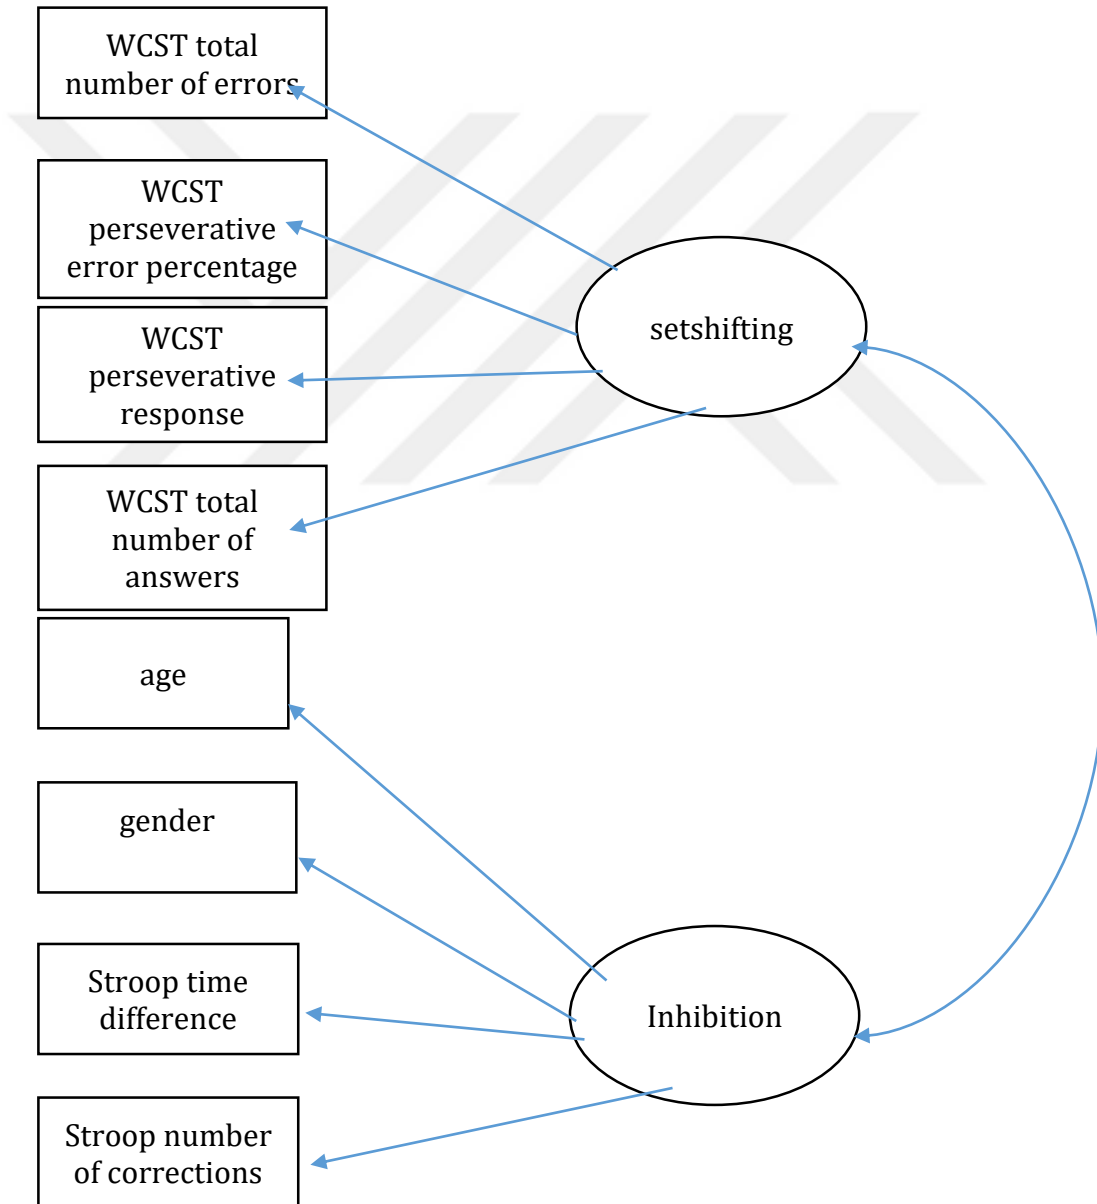 WCST total
number of errors
WCST
perseverative
error percentage
WCST
perseverative
response
setshifting
WCST total
number of
answers
age
gender
Stroop time
difference
Inhibition
Stroop number
of corrections